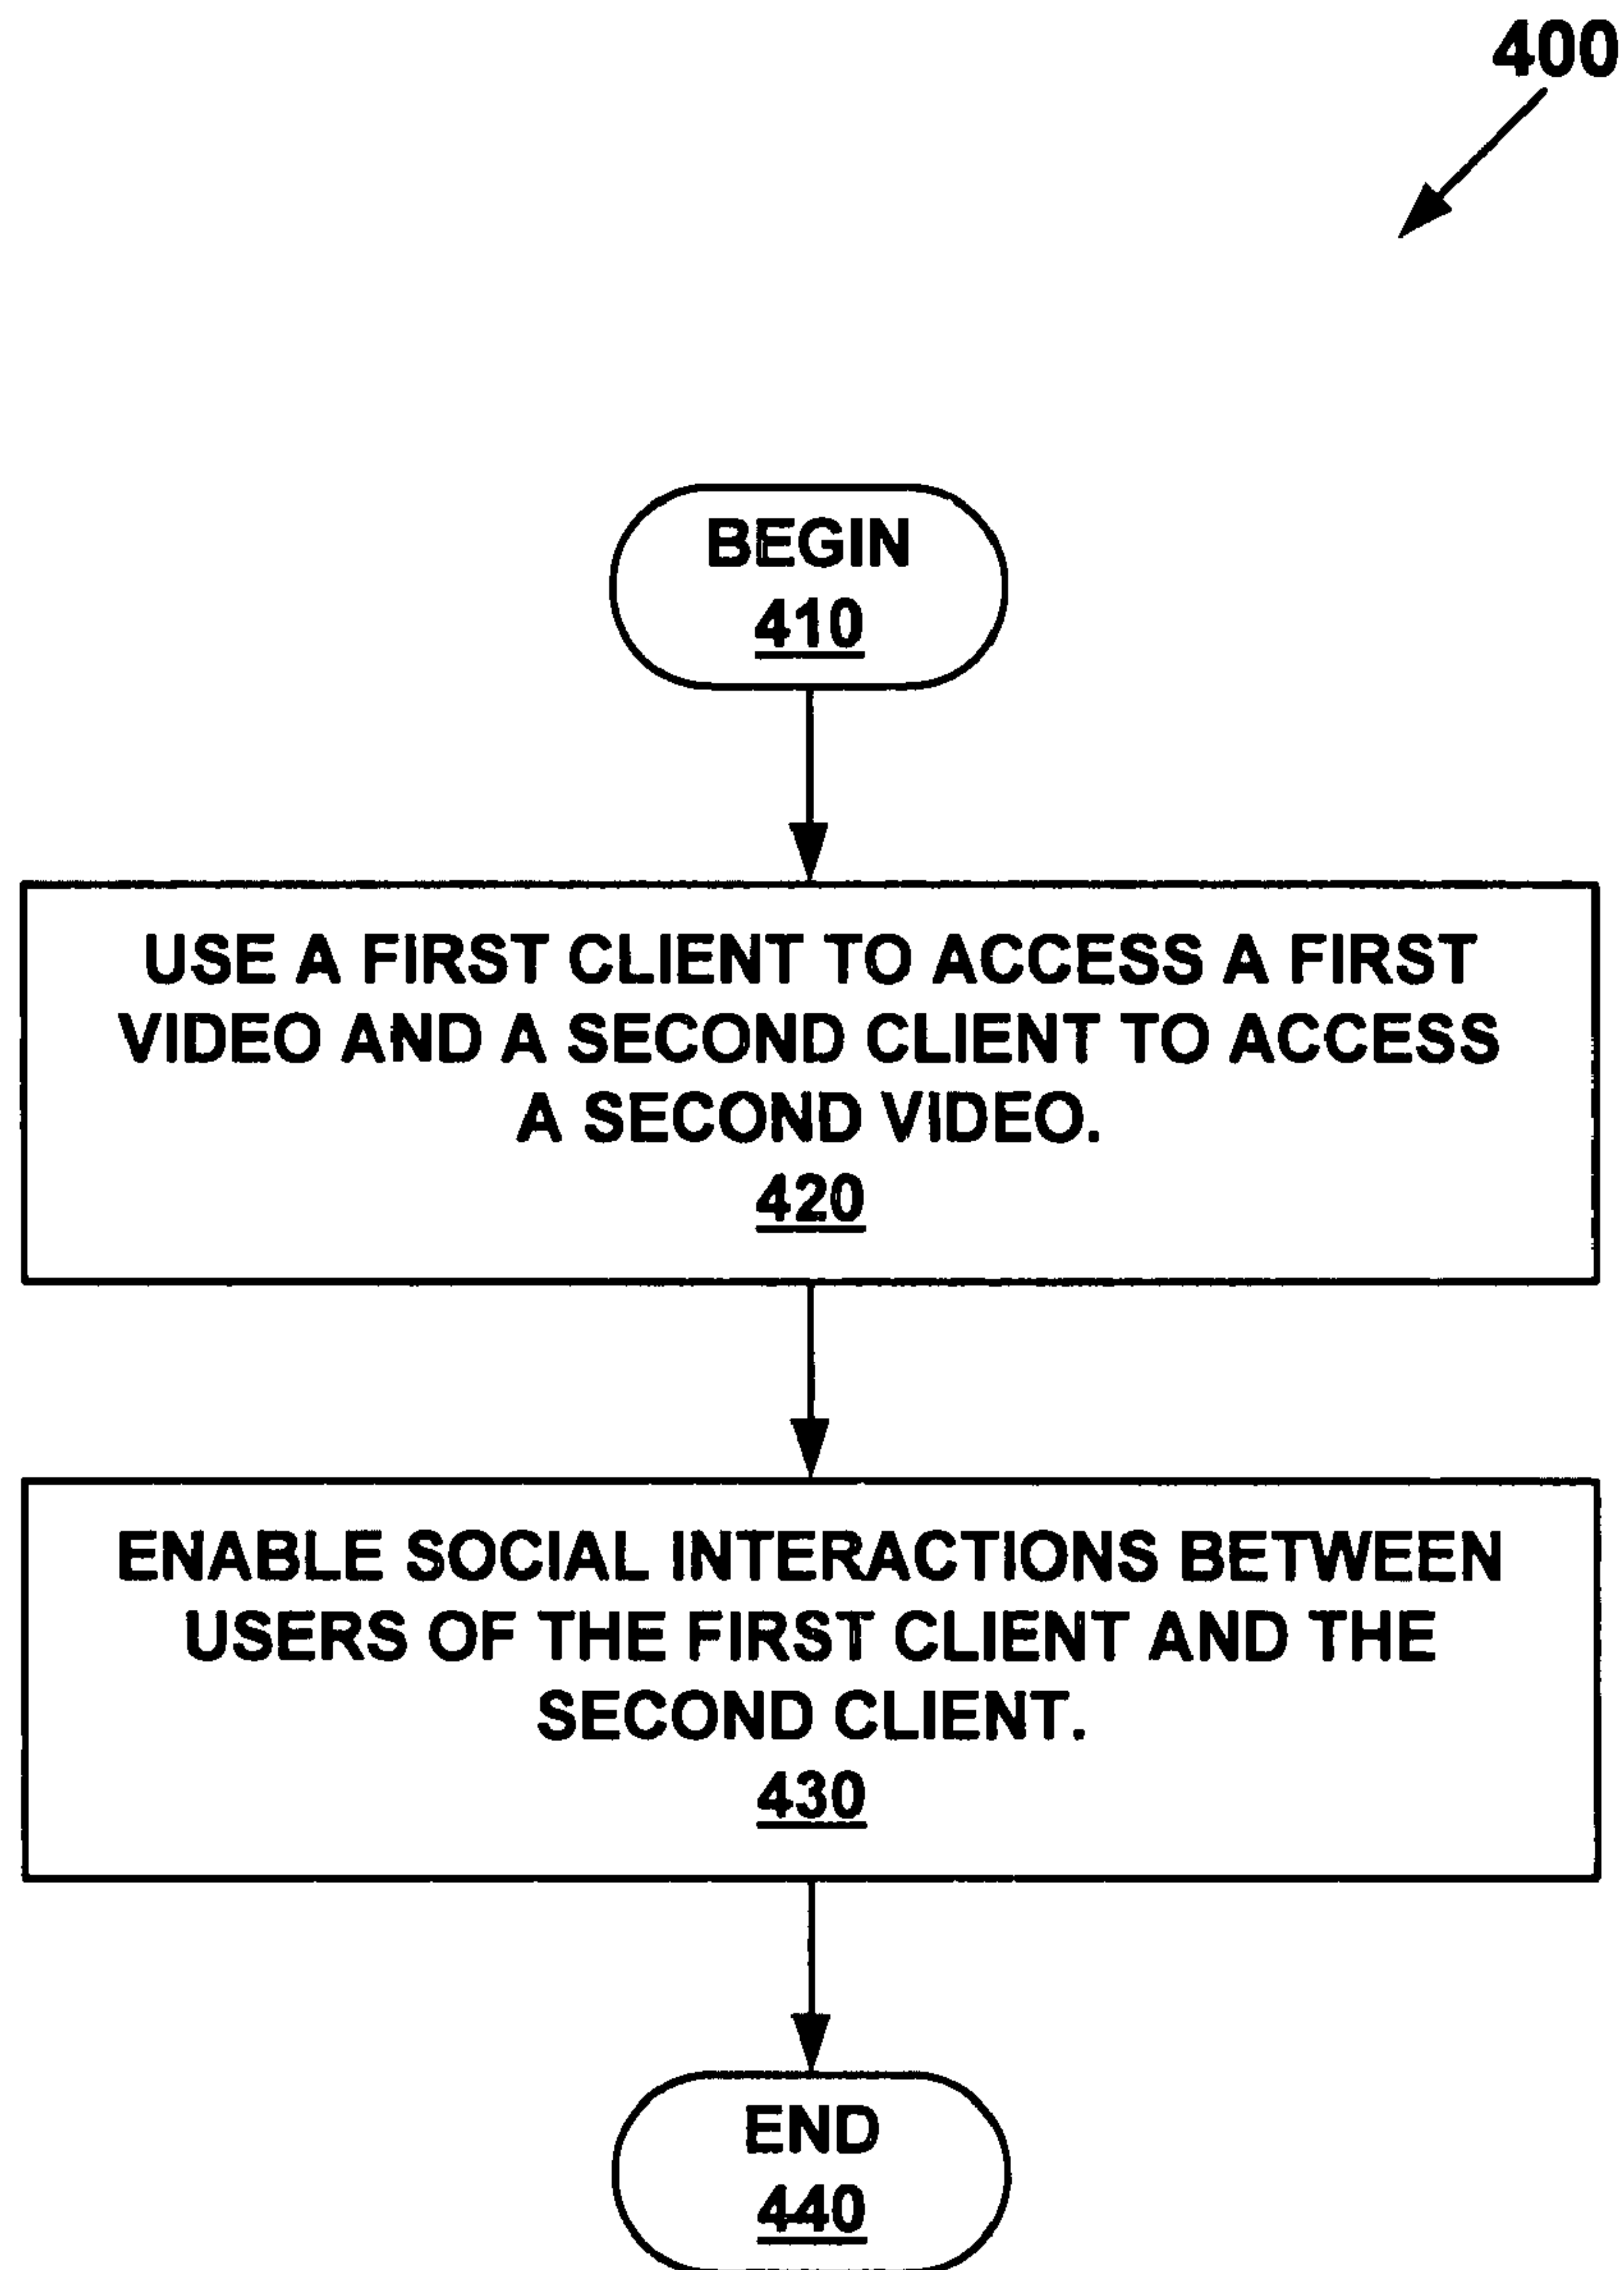 400
BEGIN
410
USE A FIRST CLIENT TO ACCESS A FIRST
VIDEO AND A SECOND CLIENT TO ACCESS
A SECOND VIDEO.
420
ENABLE SOCIAL INTERACTIONS BETWEEN
USERS OF THE FIRST CLIENT AND THE
SECOND CLIENT.
430
END
440